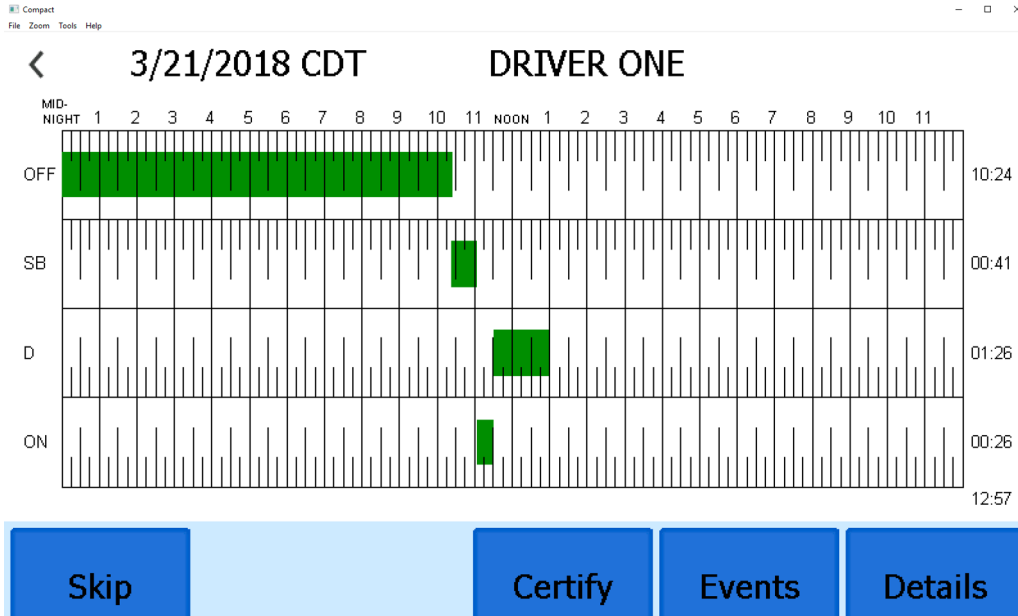 Compact
File Zoom Tools Help
3/21/2018 CDT DRIVER ONE
MID-
NIGHT 1 2 3 4 5 6 7 8 9 10 11 NOON 1 2 3 4 5 6 7 8 9 10 11
OFF 10:24
SB 00:41
D 01:26
ON 00:26
12:57
Skip Certify Events Details